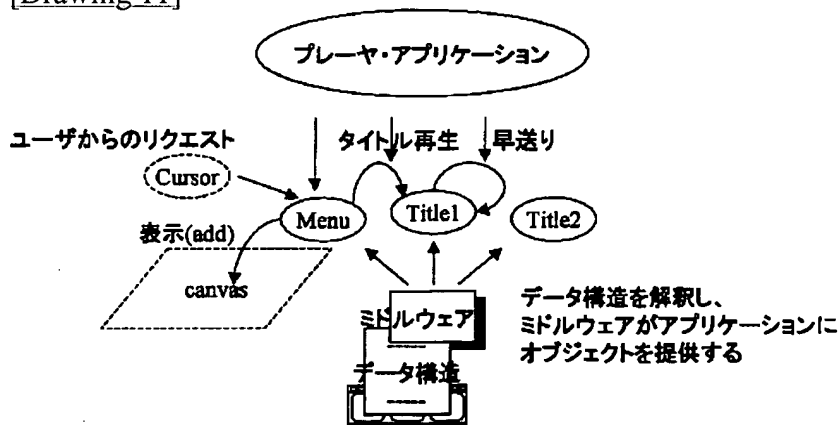 [Drawing 11]
プレーヤ・アプリケーション
ユーザからのリクエスト
タイトル再生
早送り
Cursor
Menu
Title1
Title2
表示(add)
canvas
ミドルウェア
データ構造
データ構造を解釈し、
ミドルウェアがアプリケーションに
オブジェクトを提供する